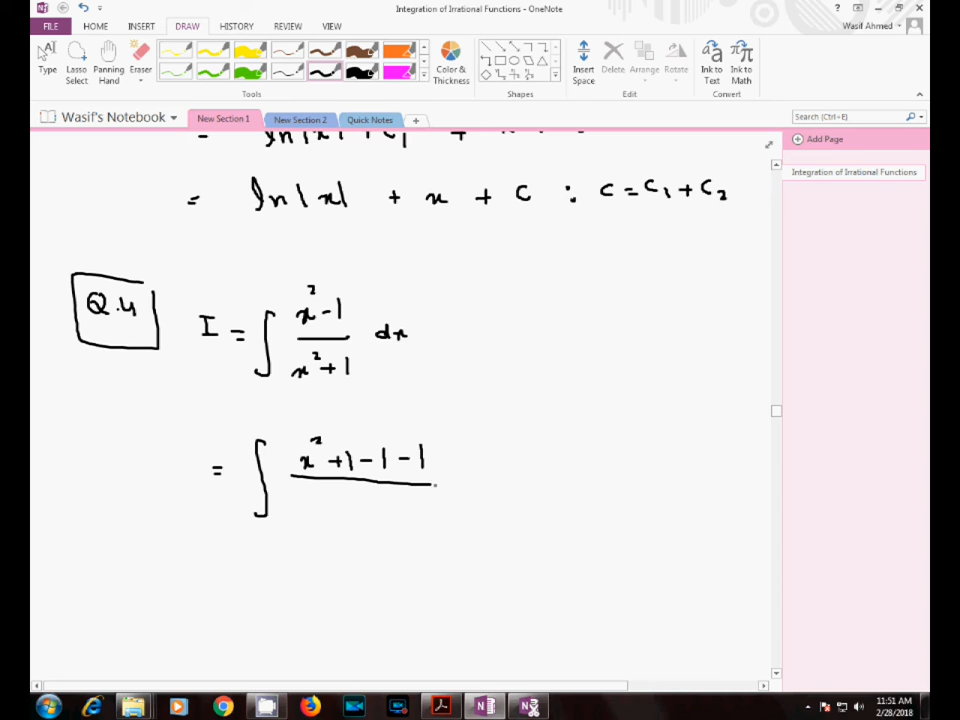 Integration of Irrational Functions - OneNote
?
FILE HOME INSERT DRAW HISTORY REVIEW VIEW
Wasif Ahmed
Type
Lasso Select
Panning Hand
Eraser
Color & Thickness
Insert Space
Delete
Arrange
Rotate
Ink to Text
Ink to Math
Tools
Shapes
Edit
Convert
Wasif's Notebook
New Section 1
New Section 2
Quick Notes
Search (Ctrl+E)
Add Page
Integration of Irrational Functions
= ln|x| + x + C : C = C₁ + C₂
Q.4
I = ∫ (x² - 1)/(x² + 1) dx
= ∫ x² + 1 - 1 - 1
11:51 AM
2/28/2018